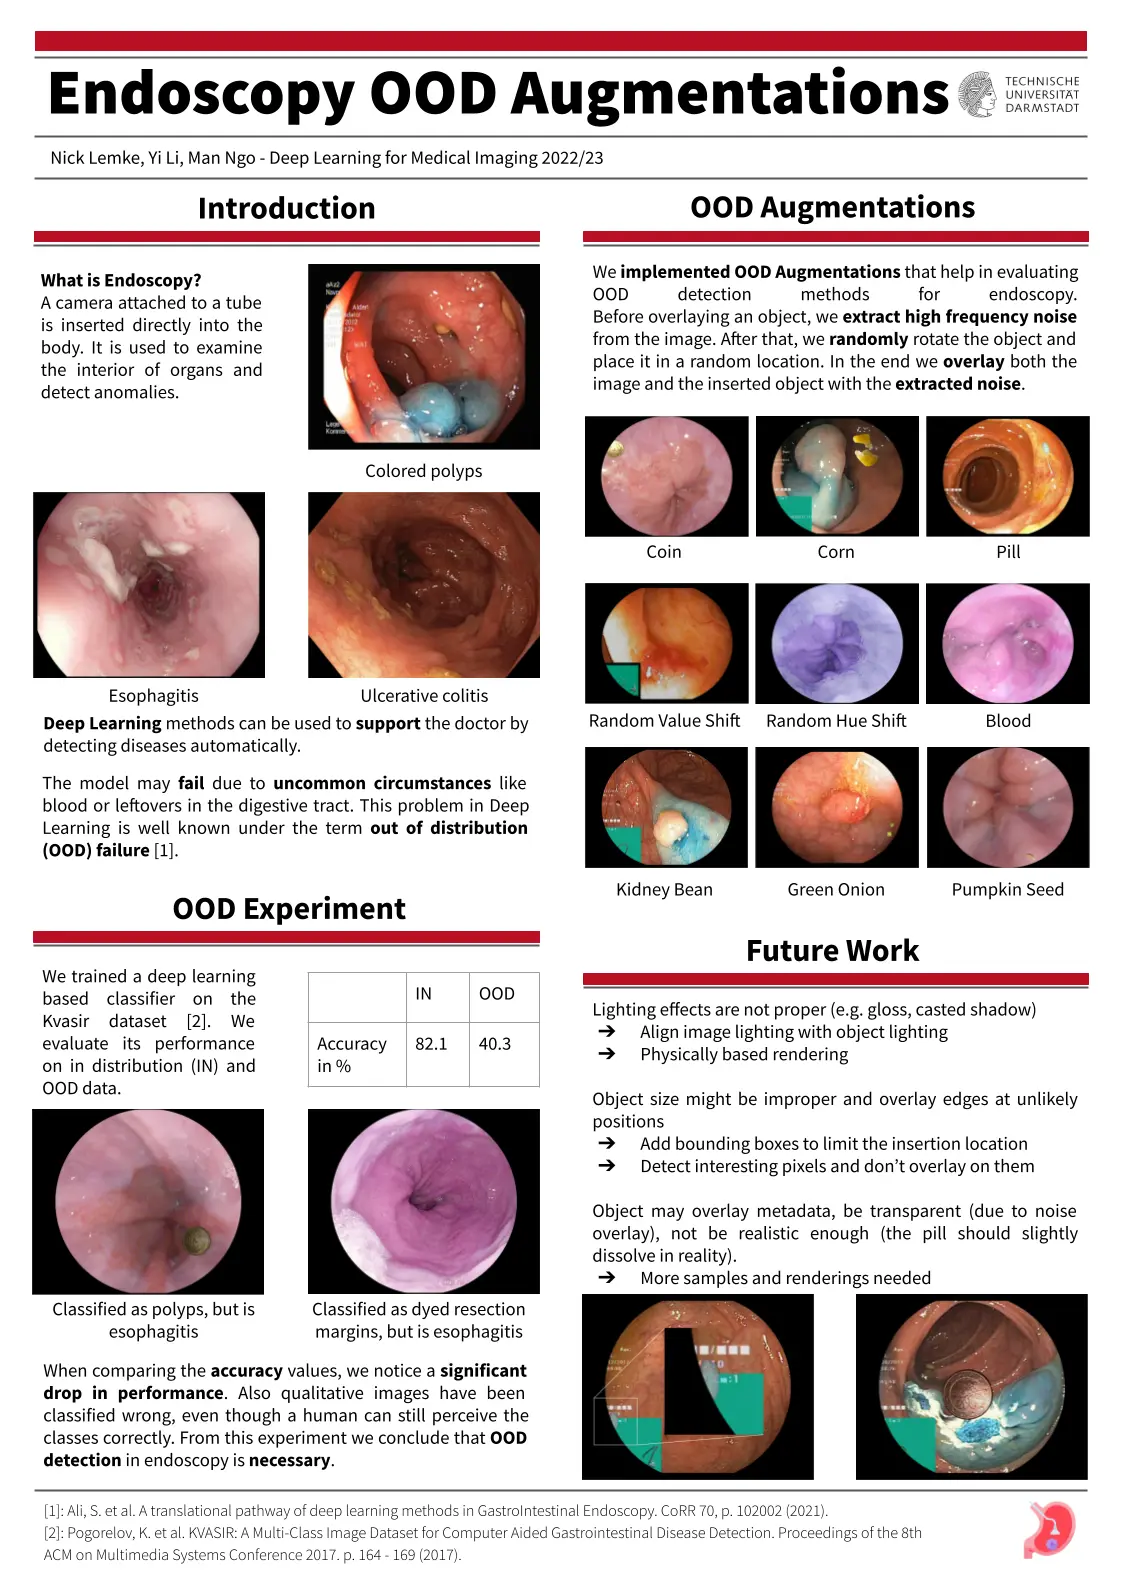 Endoscopy OOD Augmentations
TECHNISCHE
UNIVERSITÄT
DARMSTADT
Nick Lemke, Yi Li, Man Ngo - Deep Learning for Medical Imaging 2022/23
Introduction
What is Endoscopy?
A camera attached to a tube
is inserted directly into the
body. It is used to examine
the interior of organs and
detect anomalies.
Colored polyps
Esophagitis
Ulcerative colitis
Deep Learning methods can be used to support the doctor by
detecting diseases automatically.
The model may fail due to uncommon circumstances like
blood or leftovers in the digestive tract. This problem in Deep
Learning is well known under the term out of distribution
(OOD) failure [1].
OOD Experiment
We trained a deep learning
based classifier on the
Kvasir dataset [2]. We
evaluate its performance
on in distribution (IN) and
OOD data.
IN OOD
Accuracy
in %
82.1 40.3
Classified as polyps, but is
esophagitis
Classified as dyed resection
margins, but is esophagitis
When comparing the accuracy values, we notice a significant
drop in performance. Also qualitative images have been
classified wrong, even though a human can still perceive the
classes correctly. From this experiment we conclude that OOD
detection in endoscopy is necessary.
OOD Augmentations
We implemented OOD Augmentations that help in evaluating
OOD detection methods for endoscopy.
Before overlaying an object, we extract high frequency noise
from the image. After that, we randomly rotate the object and
place it in a random location. In the end we overlay both the
image and the inserted object with the extracted noise.
Coin
Corn
Pill
Random Value Shift
Random Hue Shift
Blood
Kidney Bean
Green Onion
Pumpkin Seed
Future Work
Lighting effects are not proper (e.g. gloss, casted shadow)
➔ Align image lighting with object lighting
➔ Physically based rendering
Object size might be improper and overlay edges at unlikely
positions
➔ Add bounding boxes to limit the insertion location
➔ Detect interesting pixels and don't overlay on them
Object may overlay metadata, be transparent (due to noise
overlay), not be realistic enough (the pill should slightly
dissolve in reality).
➔ More samples and renderings needed
[1]: Ali, S. et al. A translational pathway of deep learning methods in GastroIntestinal Endoscopy. CoRR 70, p. 102002 (2021).
[2]: Pogorelov, K. et al. KVASIR: A Multi-Class Image Dataset for Computer Aided Gastrointestinal Disease Detection. Proceedings of the 8th
ACM on Multimedia Systems Conference 2017. p. 164 - 169 (2017).